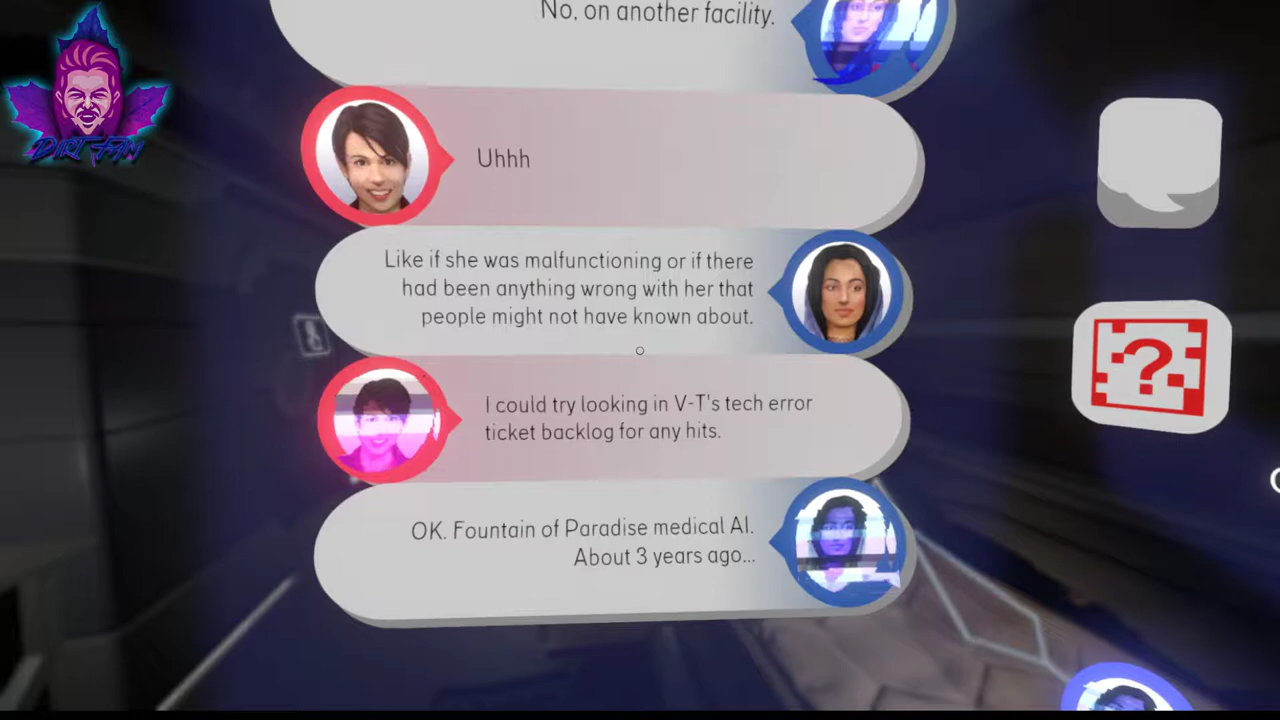 No, on another facility.
DIRT FAN
Uhhh
Like if she was malfunctioning or if there
had been anything wrong with her that
people might not have known about.
?
I could try looking in V-T's tech error
ticket backlog for any hits.
OK. Fountain of Paradise medical AI.
About 3 years ago...